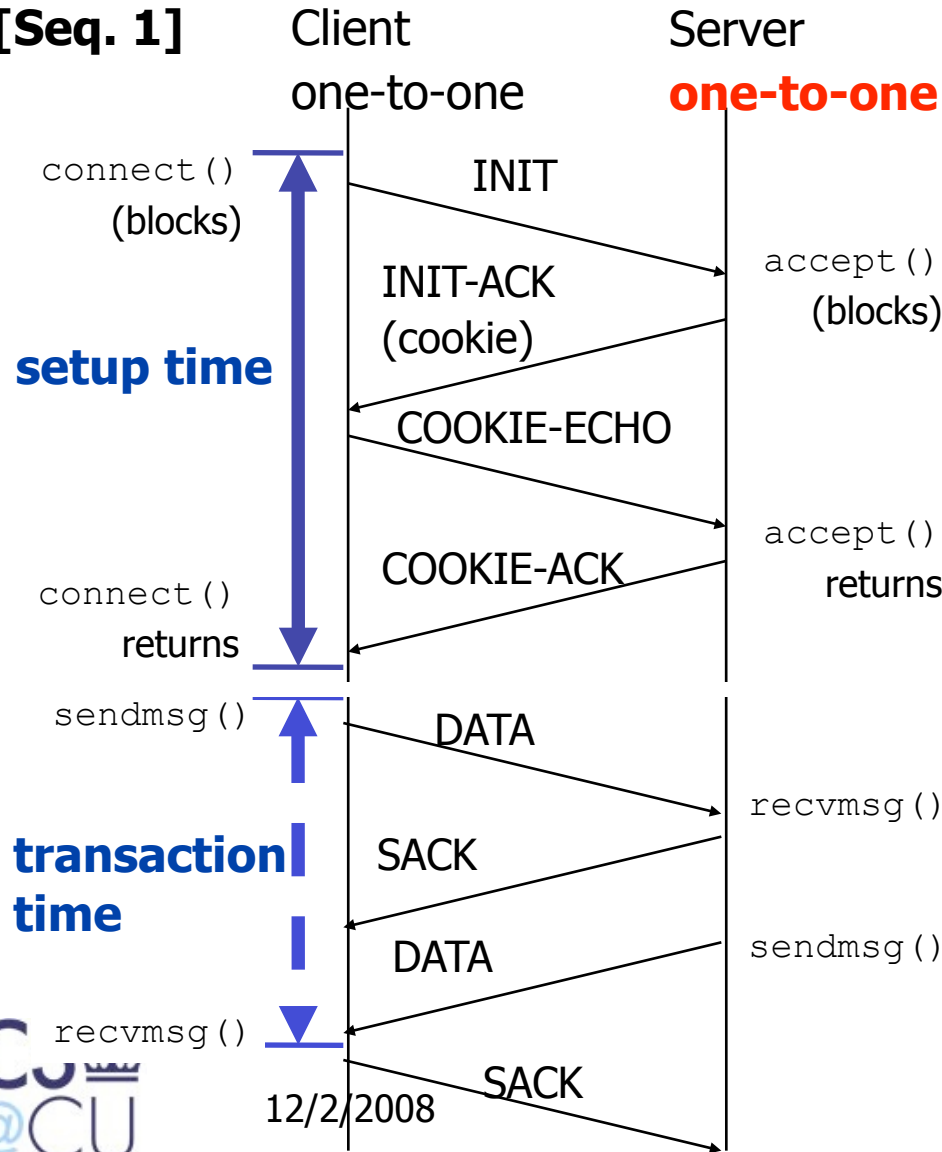 [Seq. 1]
Client
Server
one-to-one
one-to-one
connect()
INIT
(blocks)
accept()
INIT-ACK
(blocks)
(cookie)
setup time
COOKIE-ECHO
accept()
COOKIE-ACK
returns
connect()
returns
sendmsg()
DATA
recvmsg()
transaction
SACK
time
sendmsg()
DATA
recvmsg()
SACK
12/2/2008
@CU